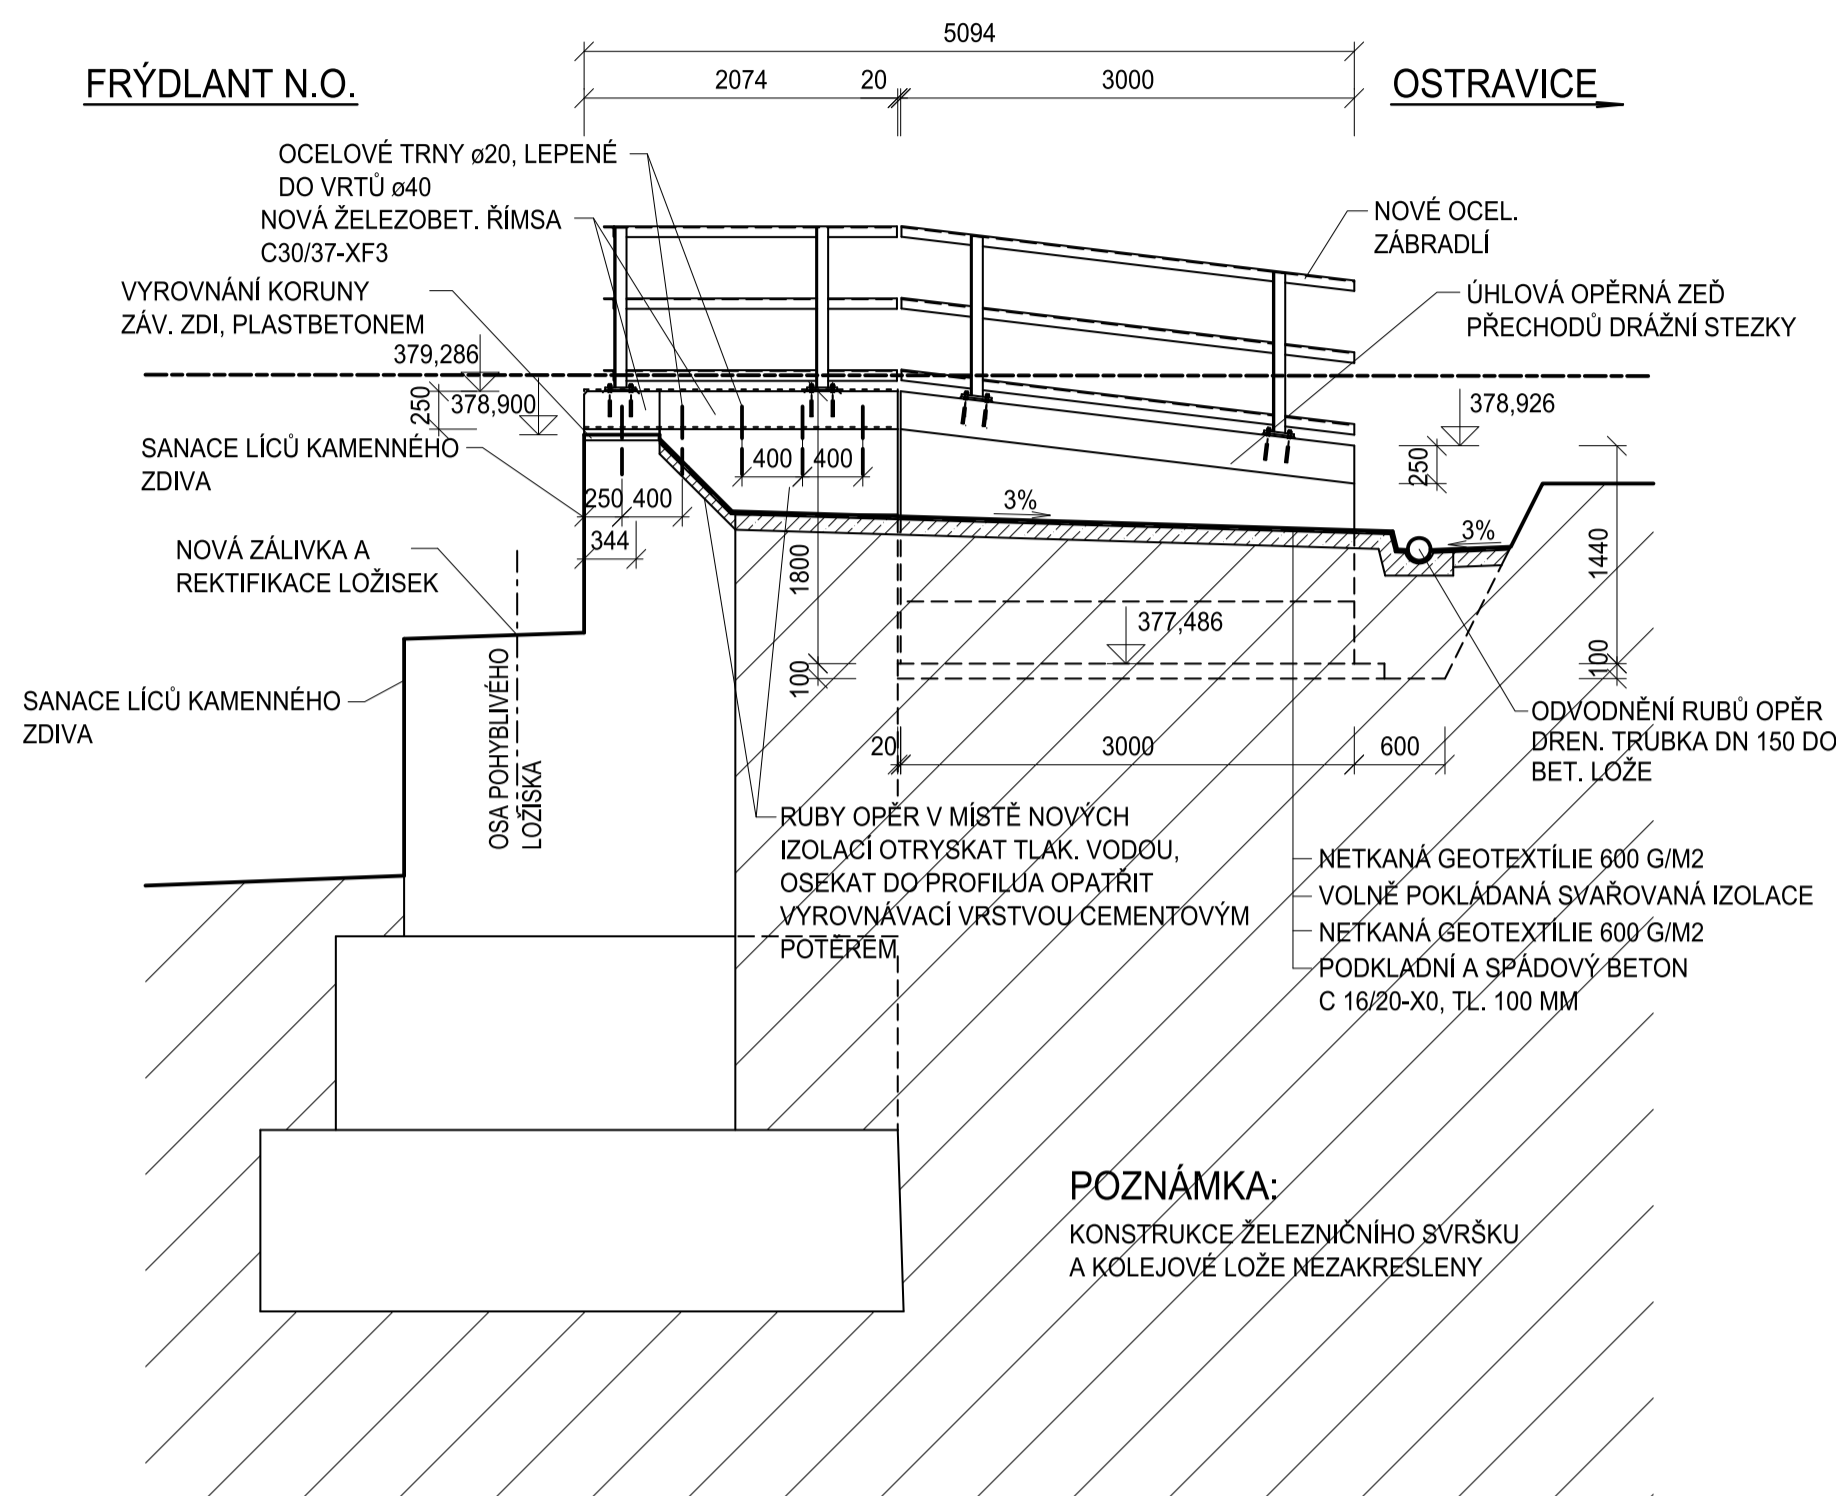 5094
FRÝDLANT N.O.
2074
20
3000
OSTRAVICE
OCELOVÉ TRNY ø20, LEPENÉ
DO VRTŮ ø40
NOVÁ ŽELEZOBET. ŘÍMSA
C30/37-XF3
VYROVNÁNÍ KORUNY
ZÁV. ZDI, PLASTBETONEM
NOVÉ OCEL.
ZÁBRADLÍ
ÚHLOVÁ OPĚRNÁ ZEĎ
PŘECHODŮ DRÁŽNÍ STEZKY
379,286
250
378,900
378,926
250
SANACE LÍCŮ KAMENNÉHO
ZDIVA
400
400
250
400
344
3%
3%
1440
100
NOVÁ ZÁLIVKA A
REKTIFIKACE LOŽISEK
1800
100
377,486
SANACE LÍCŮ KAMENNÉHO
ZDIVA
OSA POHYBLIVÉHO
LOŽISKA
20
3000
600
ODVODNĚNÍ RUBŮ OPĚR
DREN. TRUBKA DN 150 DO
BET. LOŽE
RUBY OPĚR V MÍSTĚ NOVÝCH
IZOLACÍ OTRYSKAT TLAK. VODOU,
OSEKAT DO PROFILUA OPATŘIT
VYROVNÁVACÍ VRSTVOU CEMENTOVÝM
POTĚREM
NETKANÁ GEOTEXTÍLIE 600 G/M2
VOLNĚ POKLÁDANÁ SVAŘOVANÁ IZOLACE
NETKANÁ GEOTEXTÍLIE 600 G/M2
PODKLADNÍ A SPÁDOVÝ BETON
C 16/20-X0, TL. 100 MM
POZNÁMKA:
KONSTRUKCE ŽELEZNIČNÍHO SVRŠKU
A KOLEJOVÉ LOŽE NEZAKRESLENY